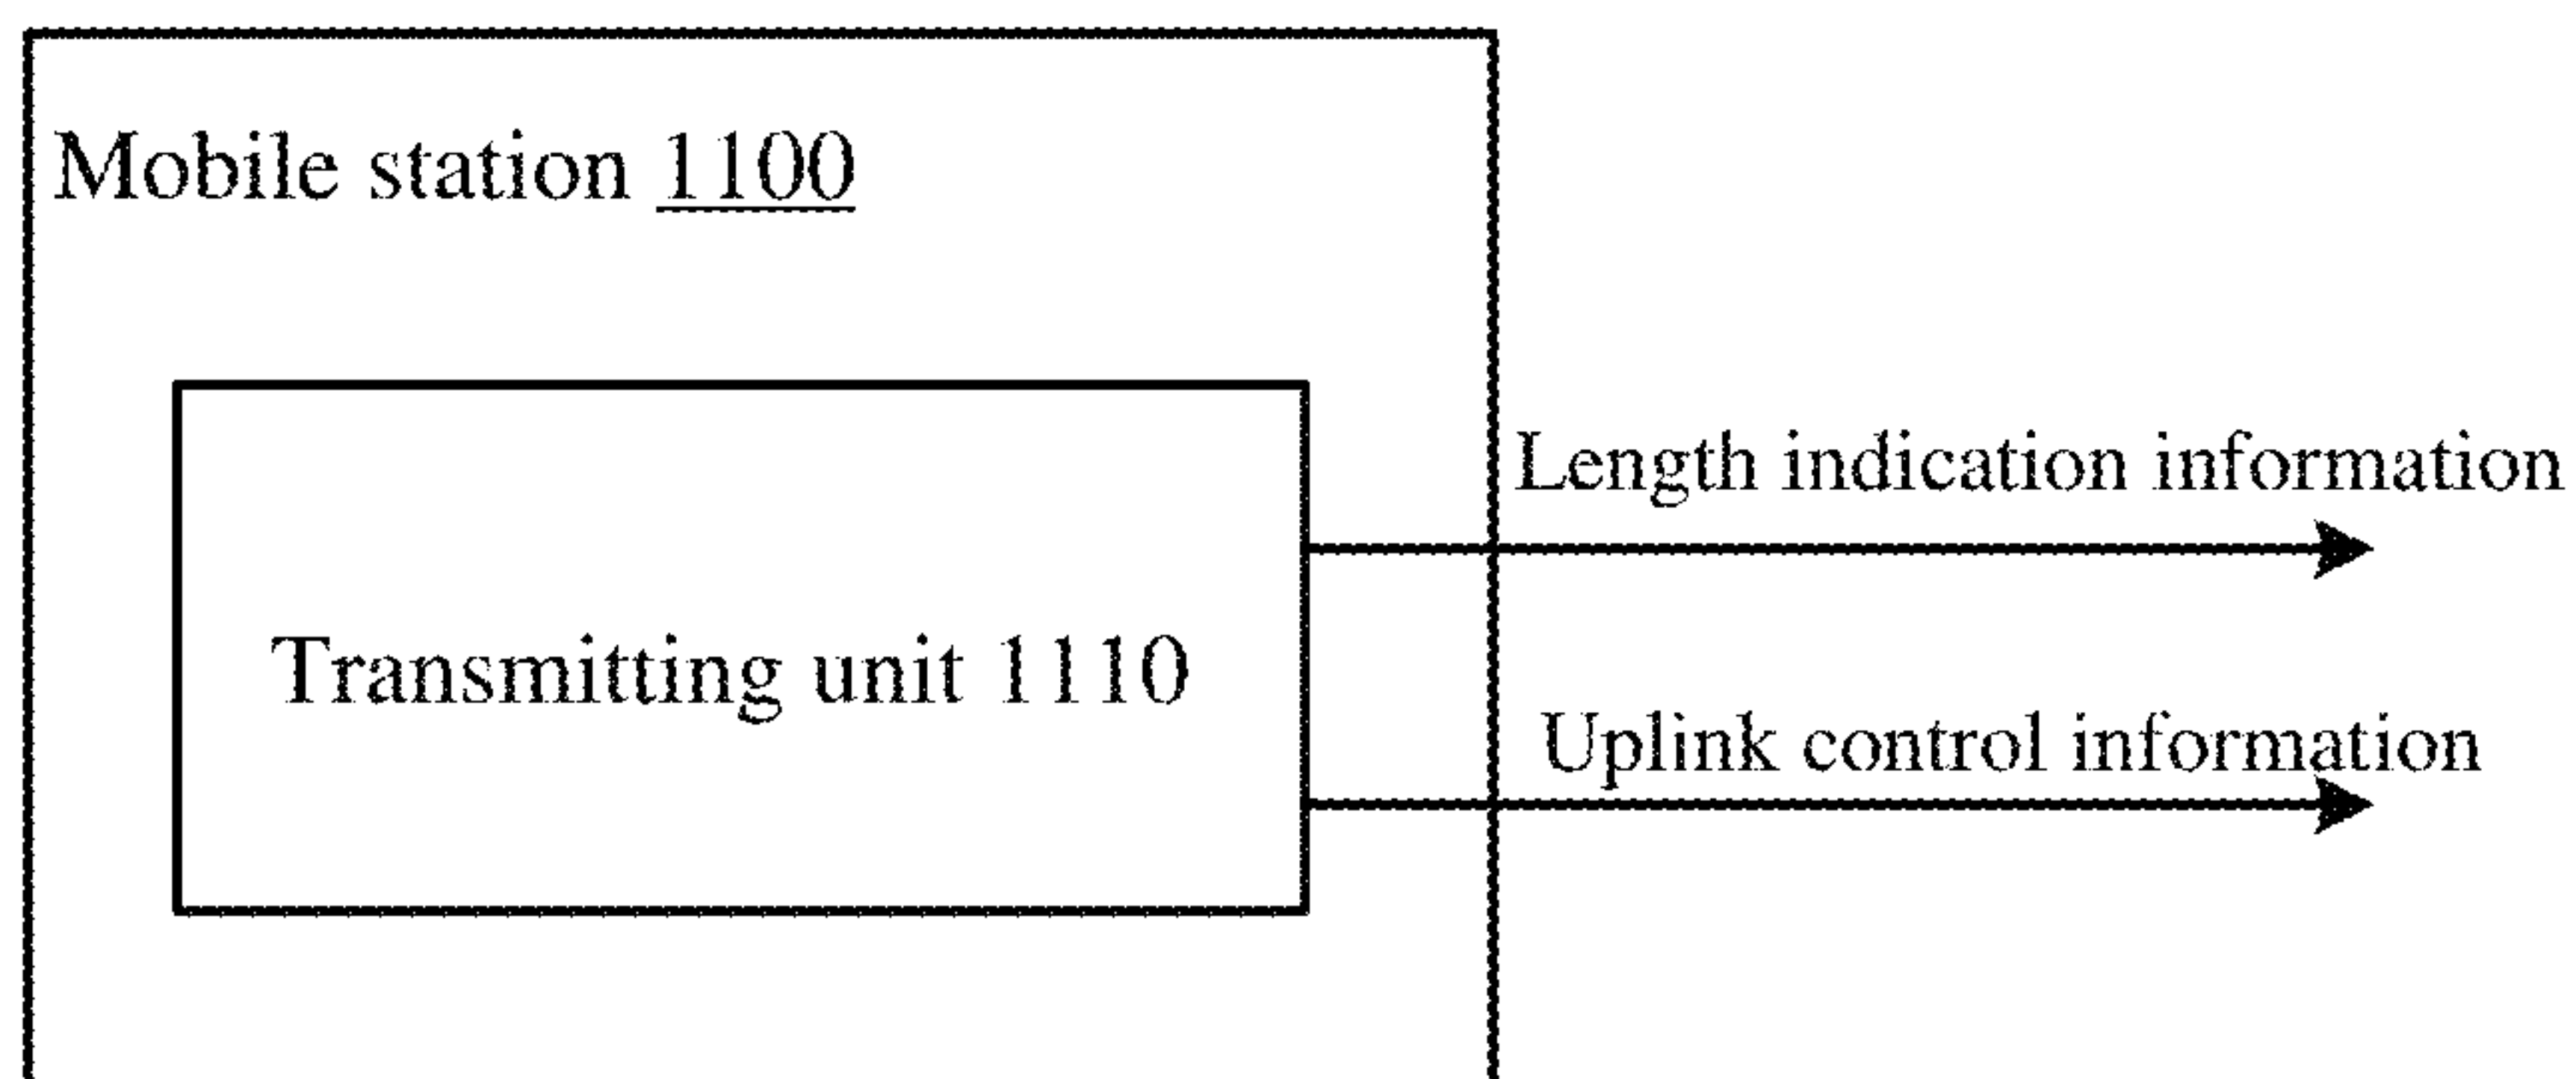 Mobile station 1100
Length indication information
Transmitting unit 1110
Uplink control information